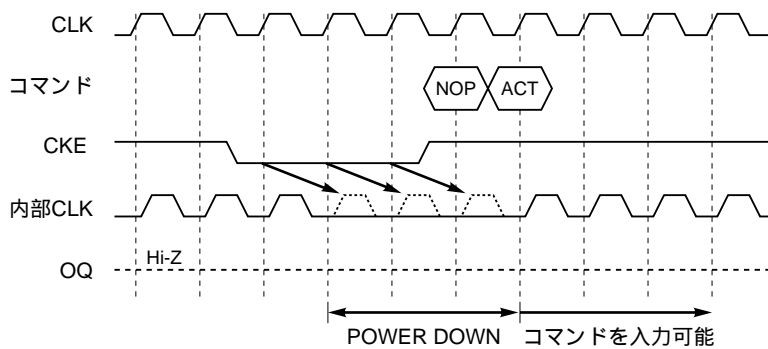 CLK
コマンド
NOP ACT
CKE
内部CLK
Hi-Z
OQ
POWER DOWN コマンドを入力可能